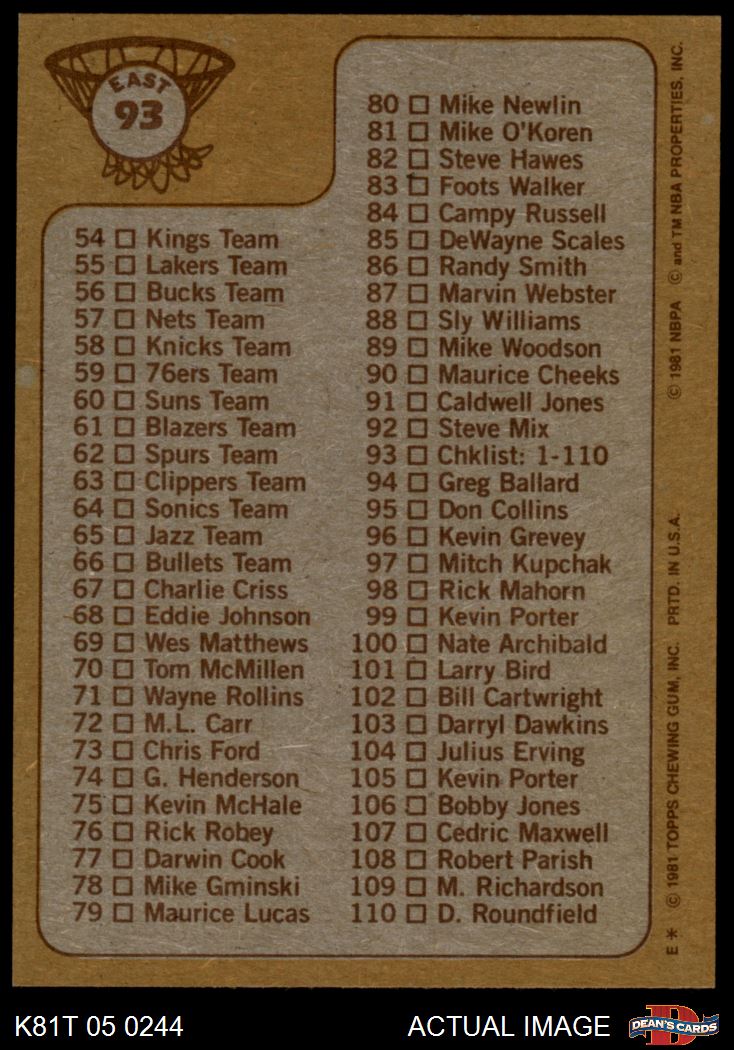 EAST
93
54 Kings Team
55 Lakers Team
56 Bucks Team
57 Nets Team
58 Knicks Team
59 76ers Team
60 Suns Team
61 Blazers Team
62 Spurs Team
63 Clippers Team
64 Sonics Team
65 Jazz Team
66 Bullets Team
67 Charlie Criss
68 Eddie Johnson
69 Wes Matthews
70 Tom McMillen
71 Wayne Rollins
72 M.L. Carr
73 Chris Ford
74 G. Henderson
75 Kevin McHale
76 Rick Robey
77 Darwin Cook
78 Mike Gminski
79 Maurice Lucas
80 Mike Newlin
81 Mike O'Koren
82 Steve Hawes
83 Foots Walker
84 Campy Russell
85 DeWayne Scales
86 Randy Smith
87 Marvin Webster
88 Sly Williams
89 Mike Woodson
90 Maurice Cheeks
91 Caldwell Jones
92 Steve Mix
93 Chklist: 1-110
94 Greg Ballard
95 Don Collins
96 Kevin Grevey
97 Mitch Kupchak
98 Rick Mahorn
99 Kevin Porter
100 Nate Archibald
101 Larry Bird
102 Bill Cartwright
103 Darryl Dawkins
104 Julius Erving
105 Kevin Porter
106 Bobby Jones
107 Cedric Maxwell
108 Robert Parish
109 M. Richardson
110 D. Roundfield
E * © 1981 TOPPS CHEWING GUM, INC. PRTD. IN U.S.A. © 1981 NBPA © and TM NBA PROPERTIES, INC.
K81T 05 0244
ACTUAL IMAGE
D
DEAN'S CARDS